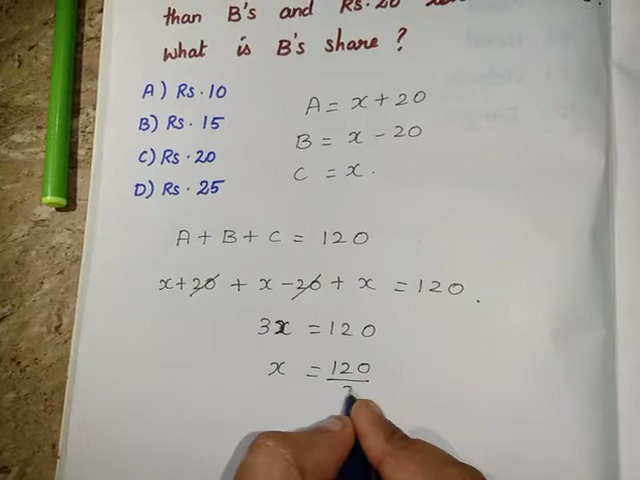 than B's and Rs. 20
what is B's share ?
A) Rs. 10
B) Rs. 15
C) Rs. 20
D) Rs. 25
A = x + 20
B = x - 20
C = x.
A + B + C = 120
x + 20 + x - 20 + x = 120.
3x = 120
x = 120